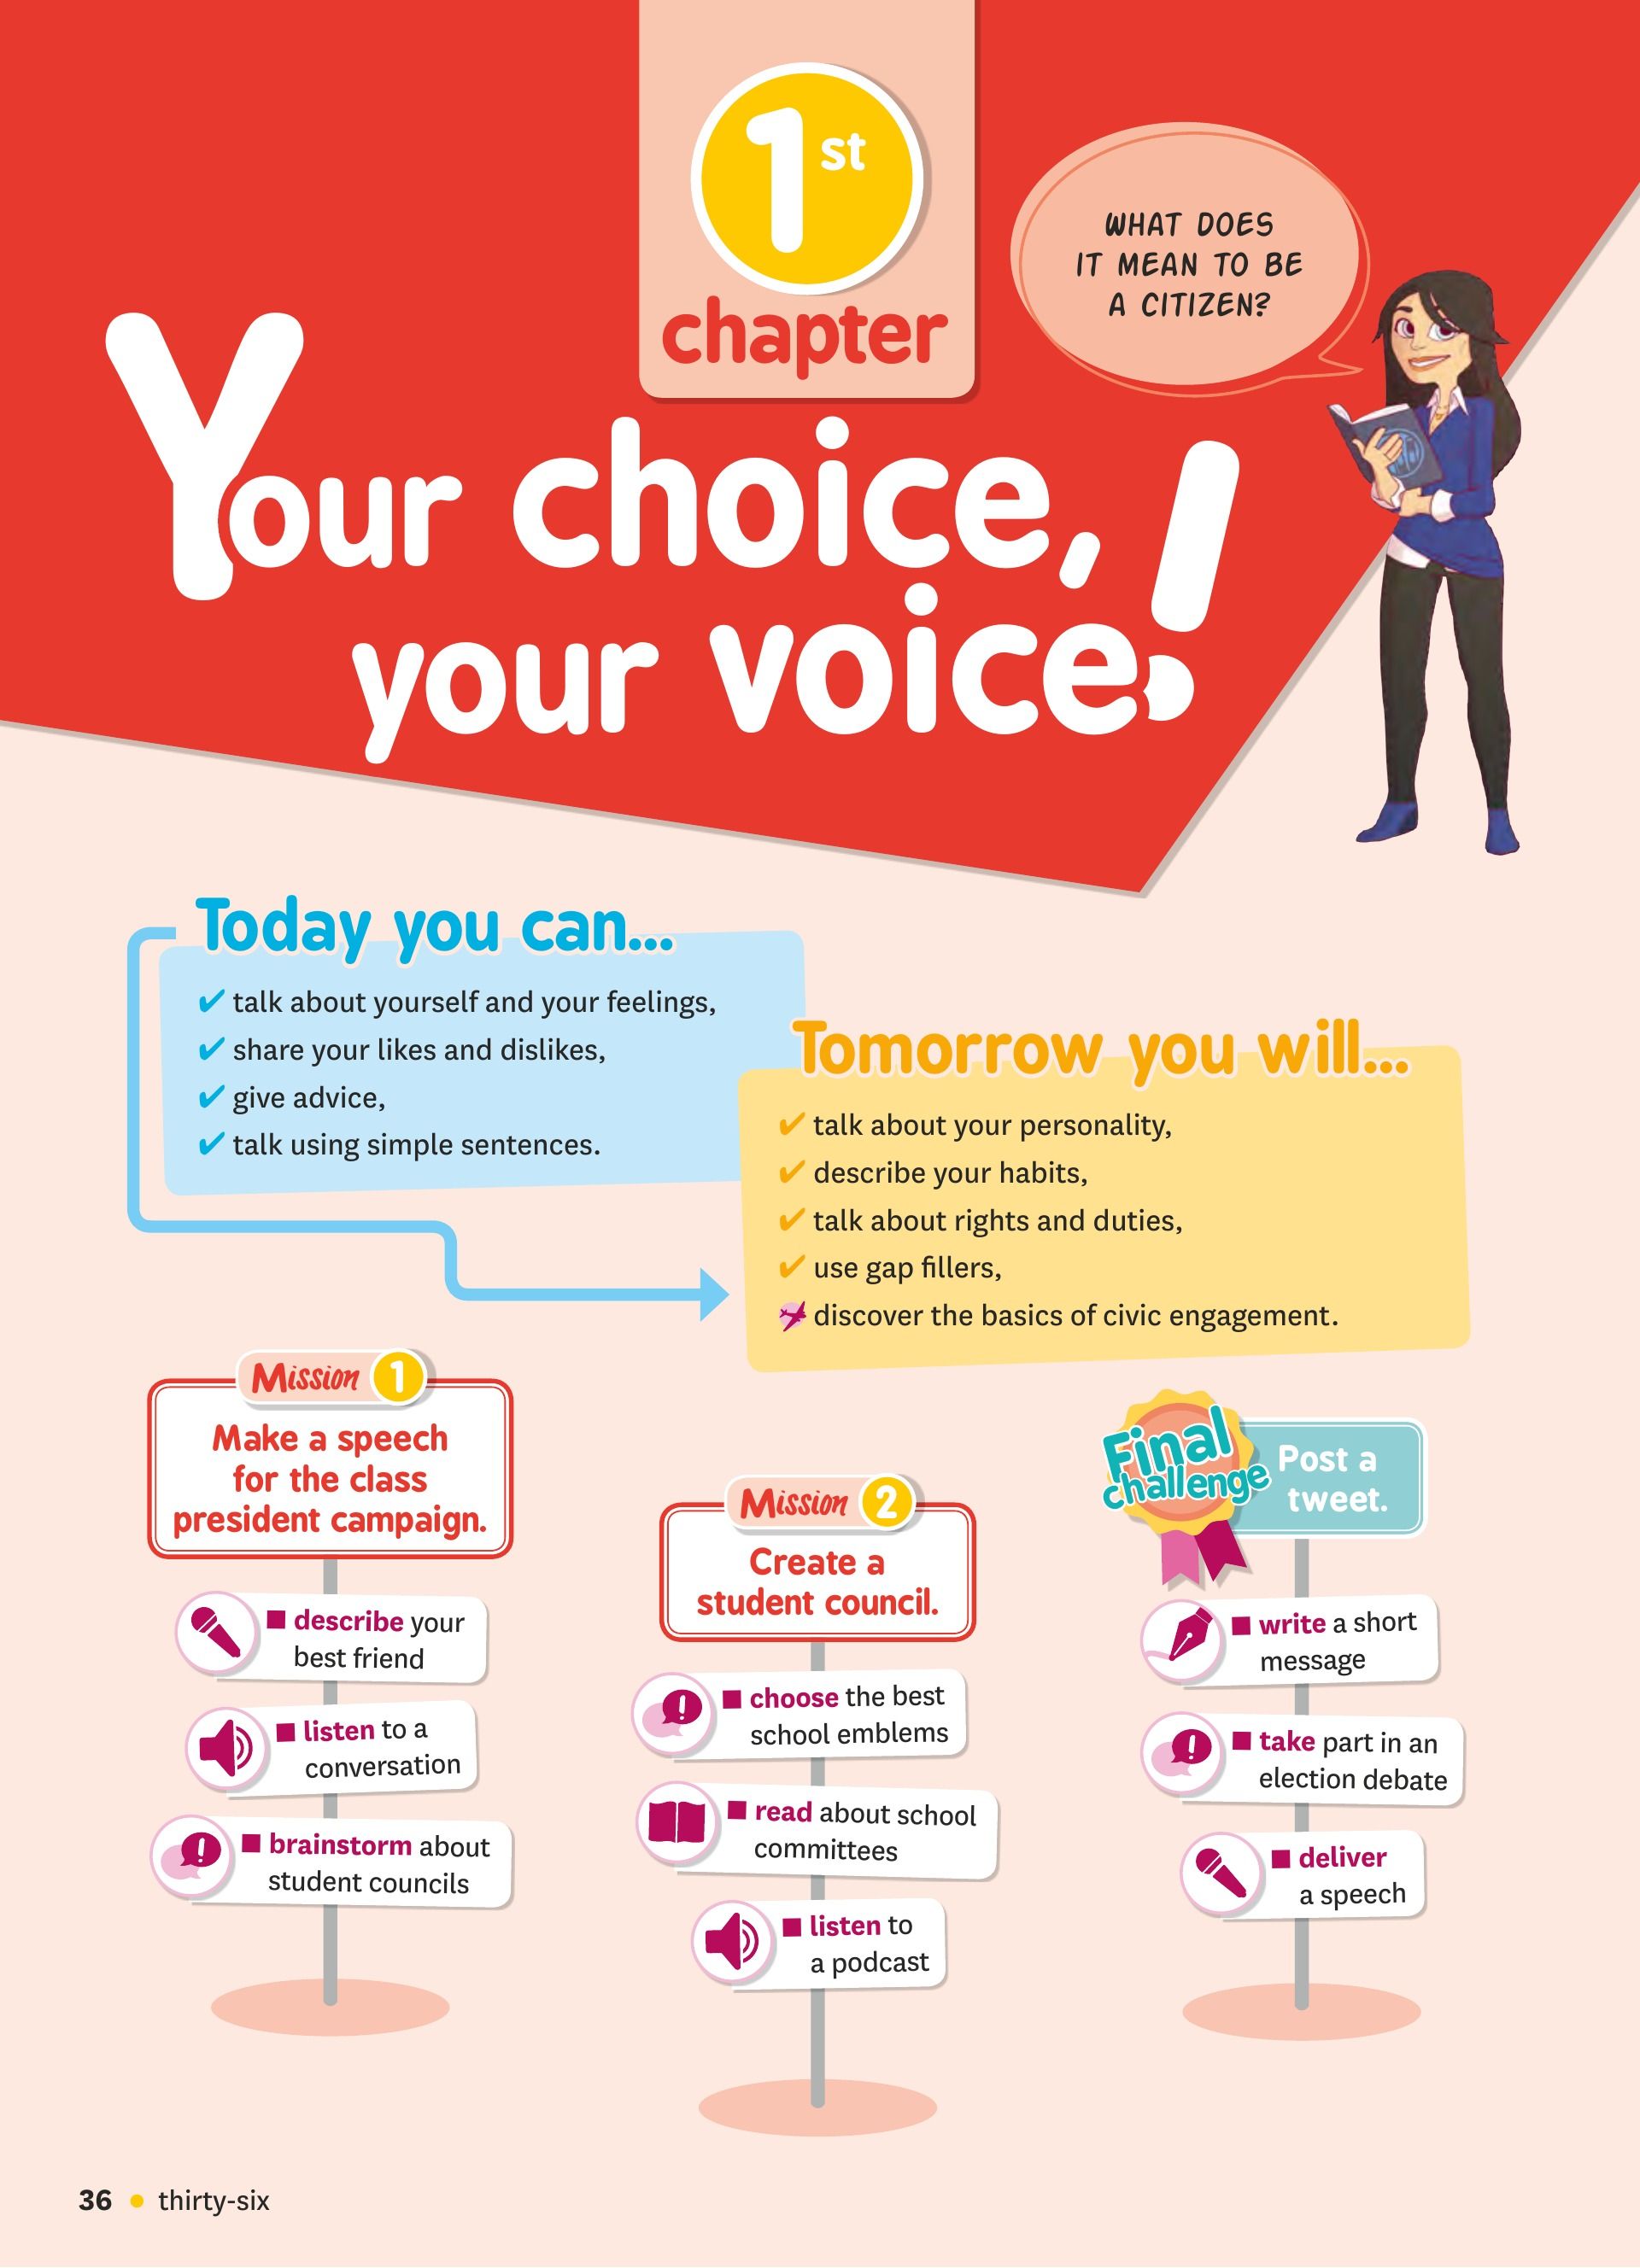 1st
chapter
WHAT DOES
IT MEAN TO BE
A CITIZEN?
Your choice,
your voice!
Today you can...
✔ talk about yourself and your feelings,
✔ share your likes and dislikes,
✔ give advice,
✔ talk using simple sentences.
Tomorrow you will...
✔ talk about your personality,
✔ describe your habits,
✔ talk about rights and duties,
✔ use gap fillers,
discover the basics of civic engagement.
Mission 1
Make a speech
for the class
president campaign.
■ describe your
best friend
■ listen to a
conversation
■ brainstorm about
student councils
Mission 2
Create a
student council.
■ choose the best
school emblems
■ read about school
committees
■ listen to
a podcast
Final
challenge
Post a
tweet.
■ write a short
message
■ take part in an
election debate
■ deliver
a speech
36 • thirty-six